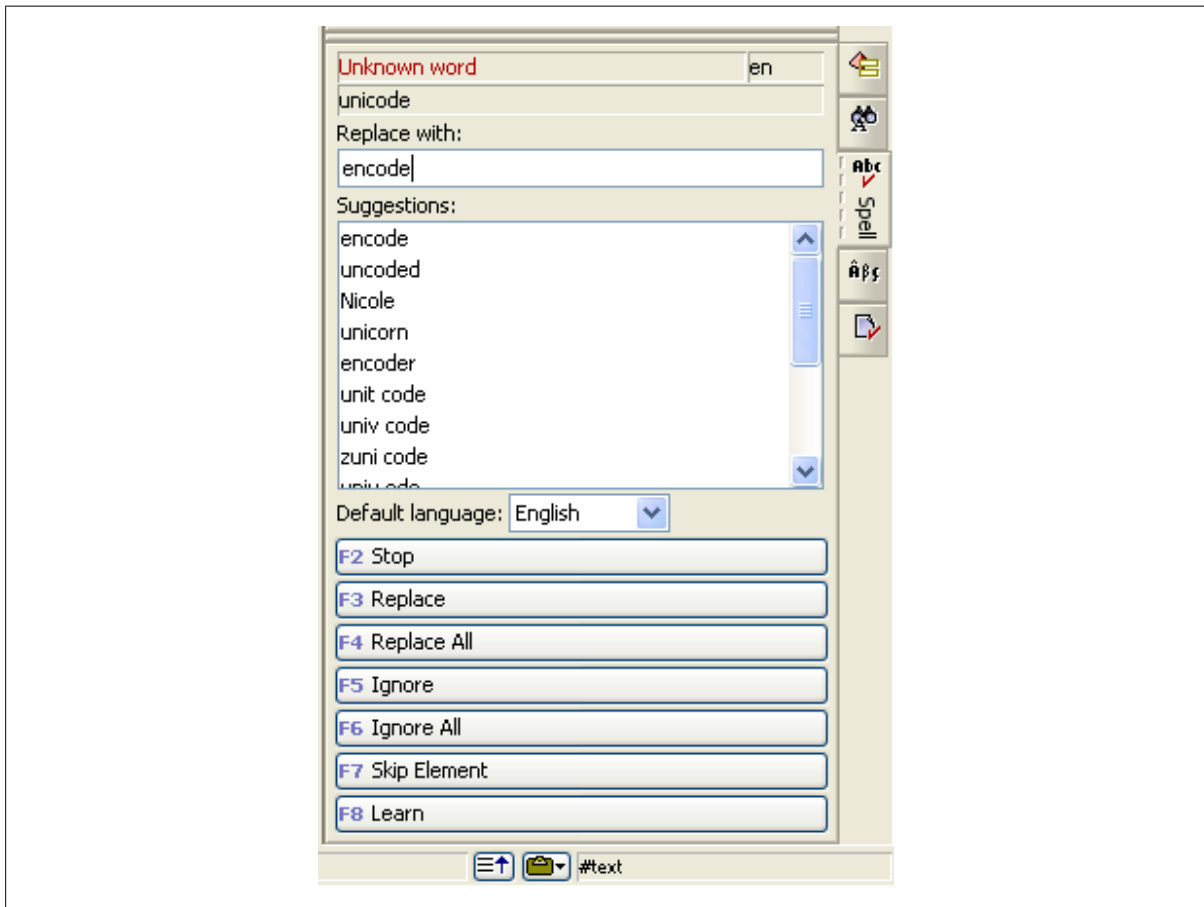 Unknown word en
unicode
Replace with:
encode
Suggestions:
encode
uncoded
Nicole
unicorn
encoder
unit code
univ code
zuni code
Default language: English
F2 Stop
F3 Replace
F4 Replace All
F5 Ignore
F6 Ignore All
F7 Skip Element
F8 Learn
#text
Abc
Spell
Âβς